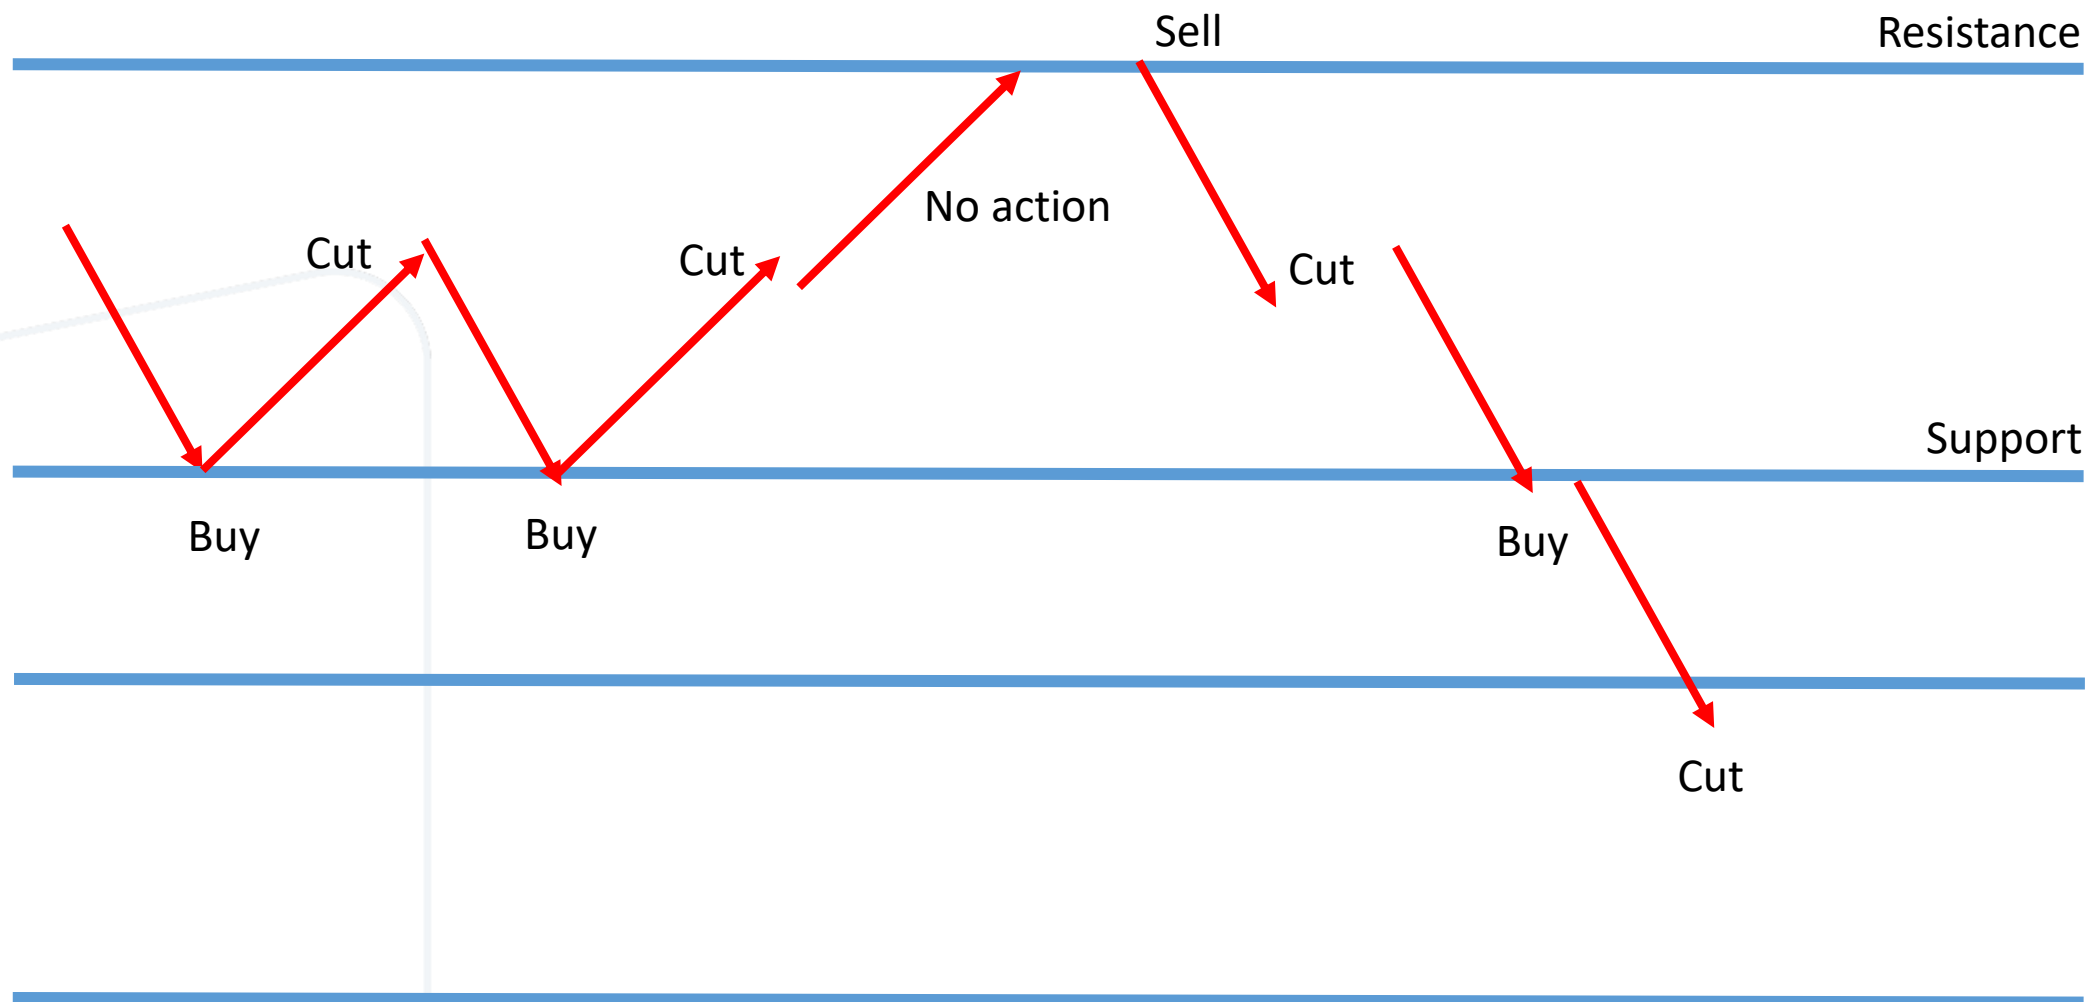 Sell
Resistance
No action
Cut
Cut
Cut
Support
Buy
Buy
Buy
Cut